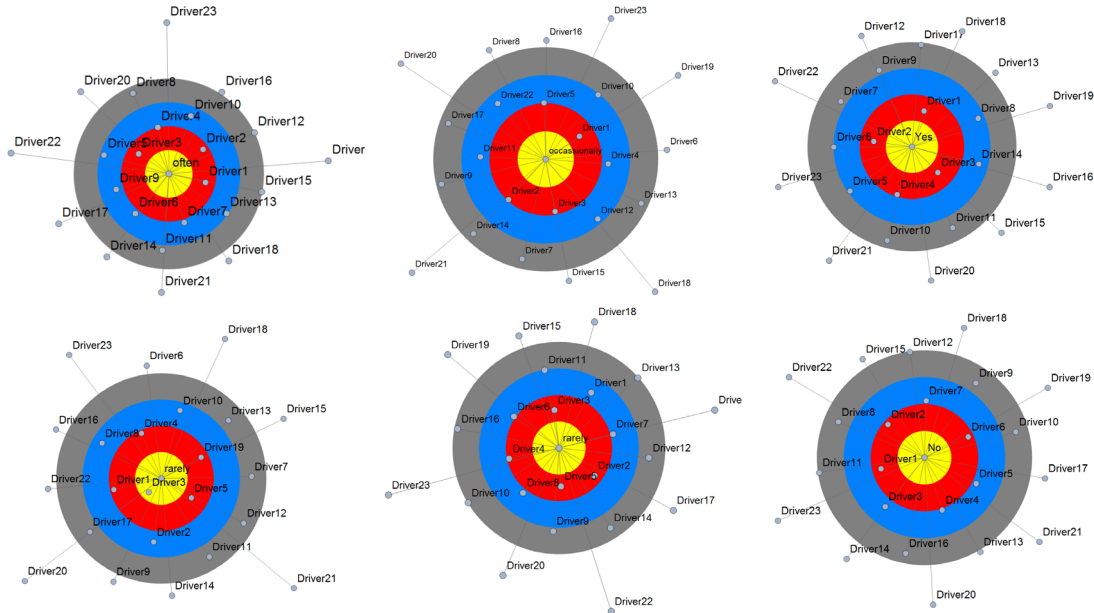 Driver23
Driver20
Driver8
Driver16
Driver10
Driver4
Driver12
Driver2
Driver22
Driver5
Driver3
often
Driver
Driver9
Driver1
Driver15
Driver6
Driver13
Driver17
Driver7
Driver14
Driver11
Driver18
Driver21
Driver23
Driver16
Driver8
Driver20
Driver19
Driver22
Driver5
Driver10
Driver17
Driver1
Driver6
Driver11
occassionally
Driver4
Driver9
Driver2
Driver13
Driver3
Driver12
Driver14
Driver7
Driver21
Driver15
Driver18
Driver12
Driver18
Driver17
Driver9
Driver13
Driver22
Driver7
Driver1
Driver19
Driver8
Driver6
Driver2
Yes
Driver3
Driver14
Driver23
Driver5
Driver4
Driver16
Driver10
Driver11
Driver15
Driver21
Driver20
Driver18
Driver23
Driver6
Driver10
Driver16
Driver4
Driver13
Driver15
Driver8
Driver19
rarely
Driver7
Driver22
Driver1
Driver3
Driver5
Driver17
Driver2
Driver12
Driver11
Driver20
Driver9
Driver14
Driver21
Driver18
Driver15
Driver19
Driver11
Driver13
Driver1
Driver6
Driver3
Drive
Driver16
Driver7
rarely
Driver4
Driver12
Driver2
Driver23
Driver8
Driver5
Driver10
Driver17
Driver9
Driver14
Driver20
Driver22
Driver18
Driver15
Driver12
Driver22
Driver9
Driver19
Driver7
Driver8
Driver2
Driver10
Driver6
No
Driver11
Driver1
Driver5
Driver17
Driver3
Driver4
Driver23
Driver21
Driver14
Driver16
Driver13
Driver20